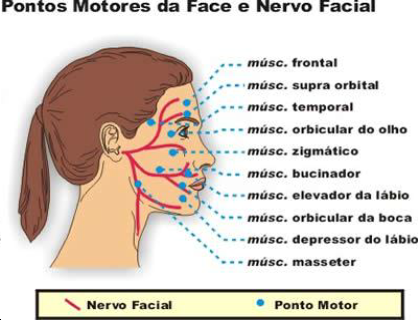 Pontos Motores da Face e Nervo Facial
músc. frontal
músc. supra orbital
músc. temporal
músc. orbicular do olho
músc. zigmático
músc. bucinador
músc. elevador da lábio
músc. orbicular da boca
músc. depressor do lábio
músc. masseter
Nervo Facial
Ponto Motor